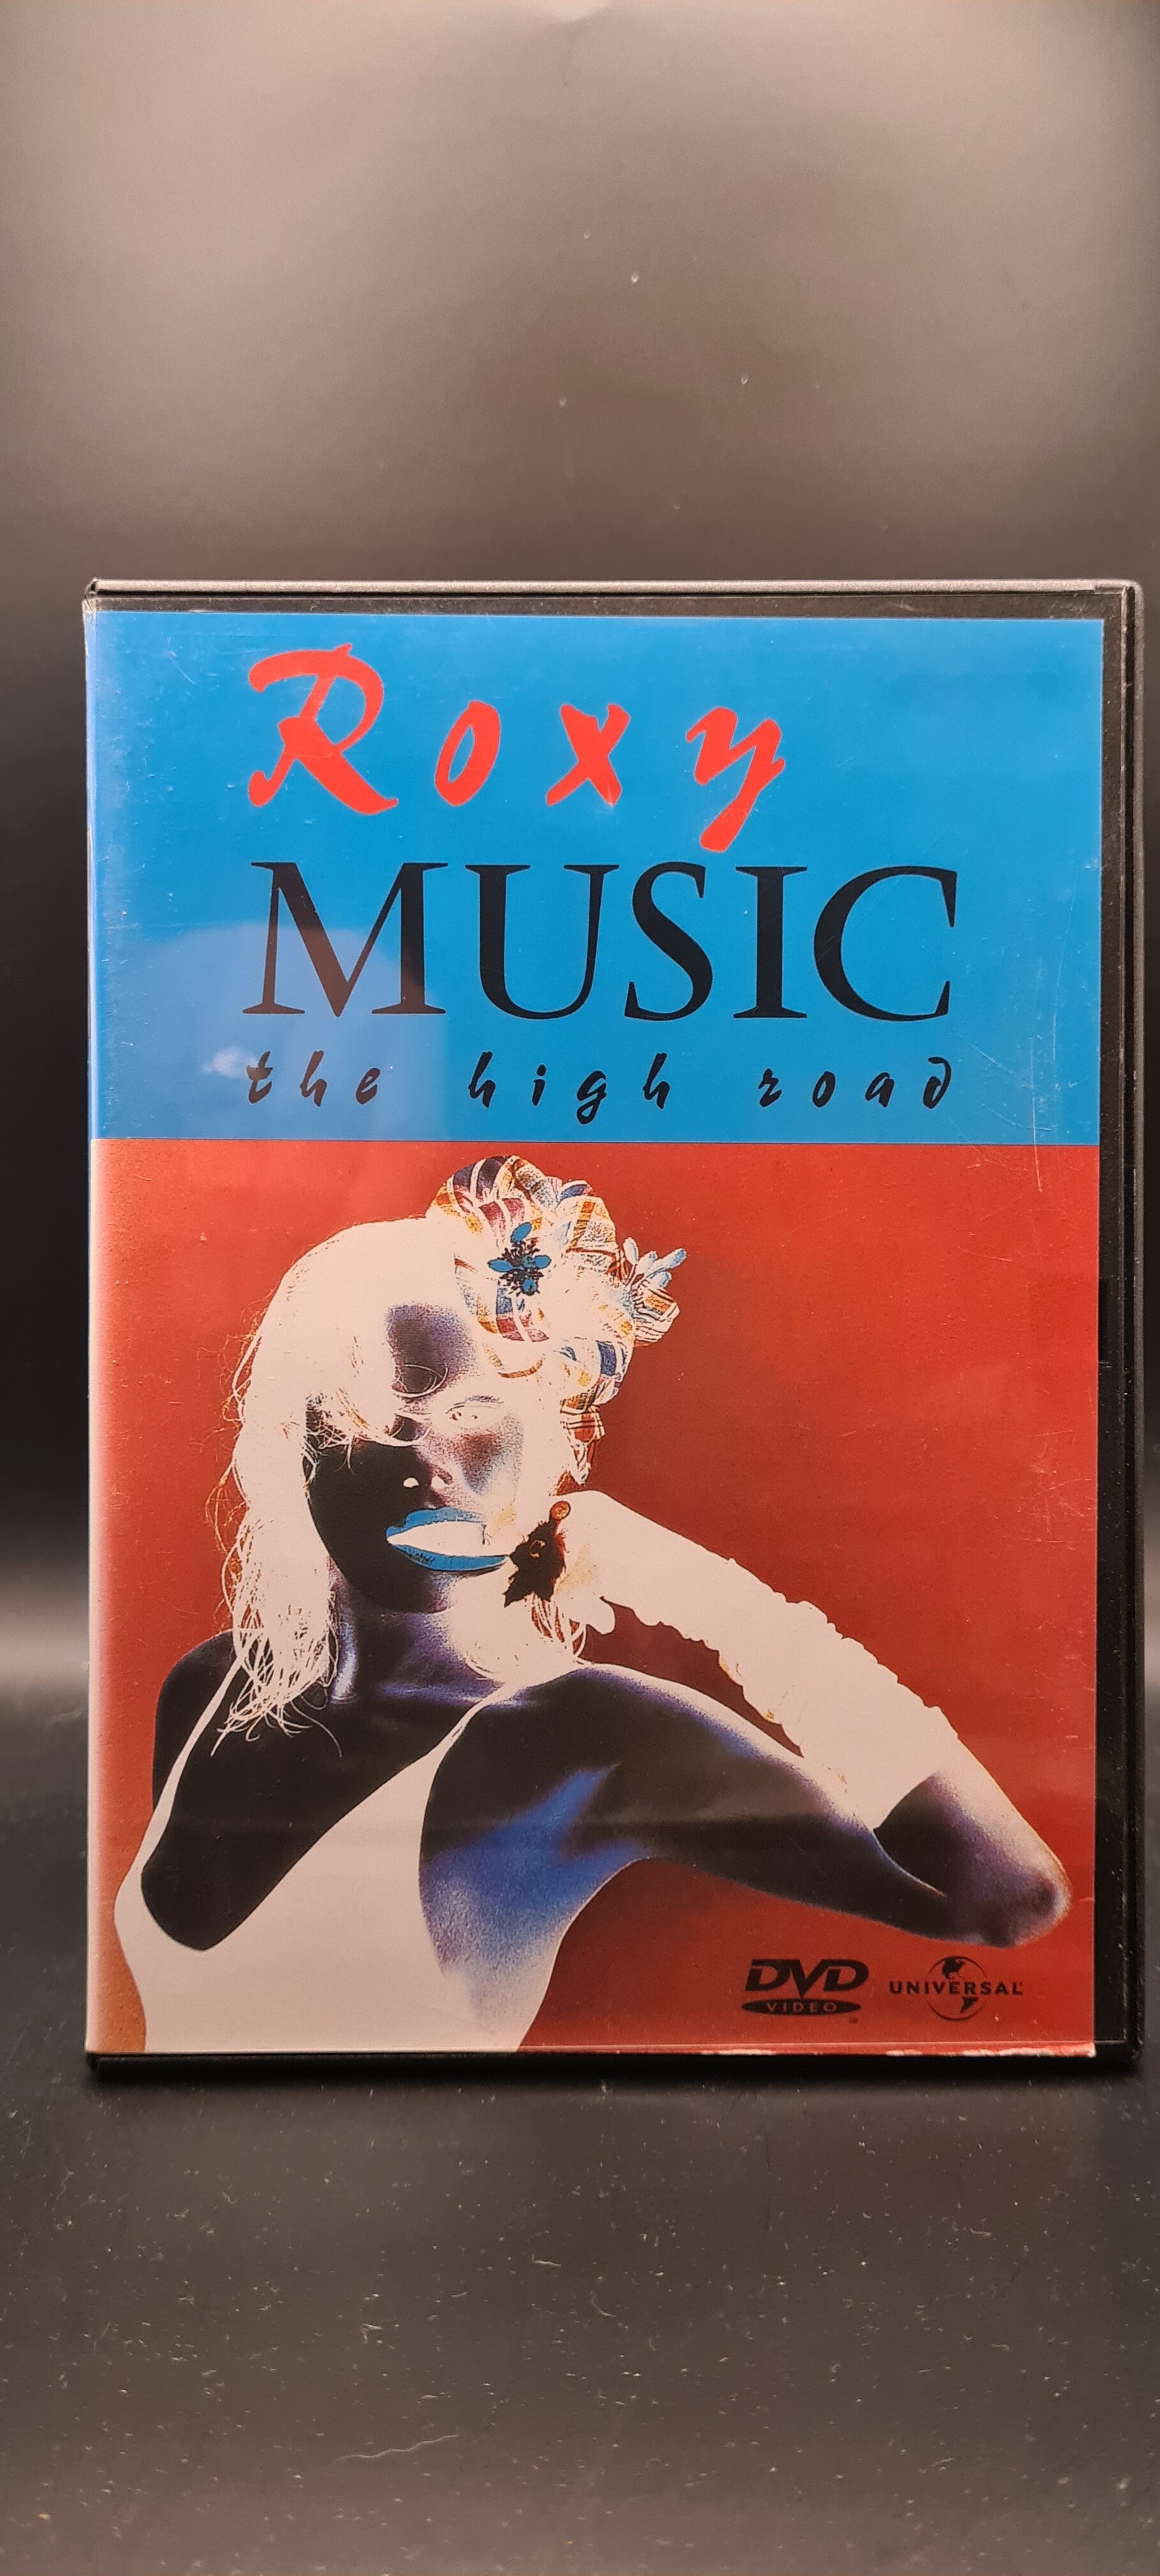 Roxy
MUSIC
the high road
DVD
VIDEO
UNIVERSAL